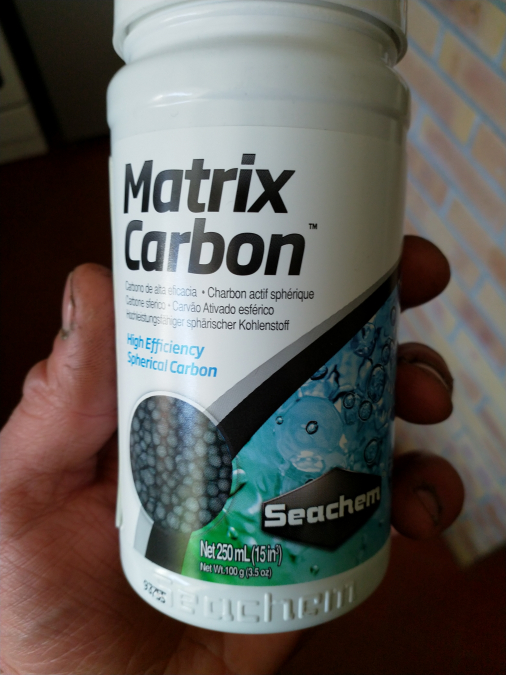 Matrix
Carbon™
Carbono de alta eficacia • Charbon actif sphérique
Carbone sferico • Carvão Ativado esférico
Hochleistungsfähiger sphärischer Kohlenstoff
High Efficiency
Spherical Carbon
Seachem
Net 250 mL (15 in³)
Net Wt. 100 g (3.5 oz)
Seachem